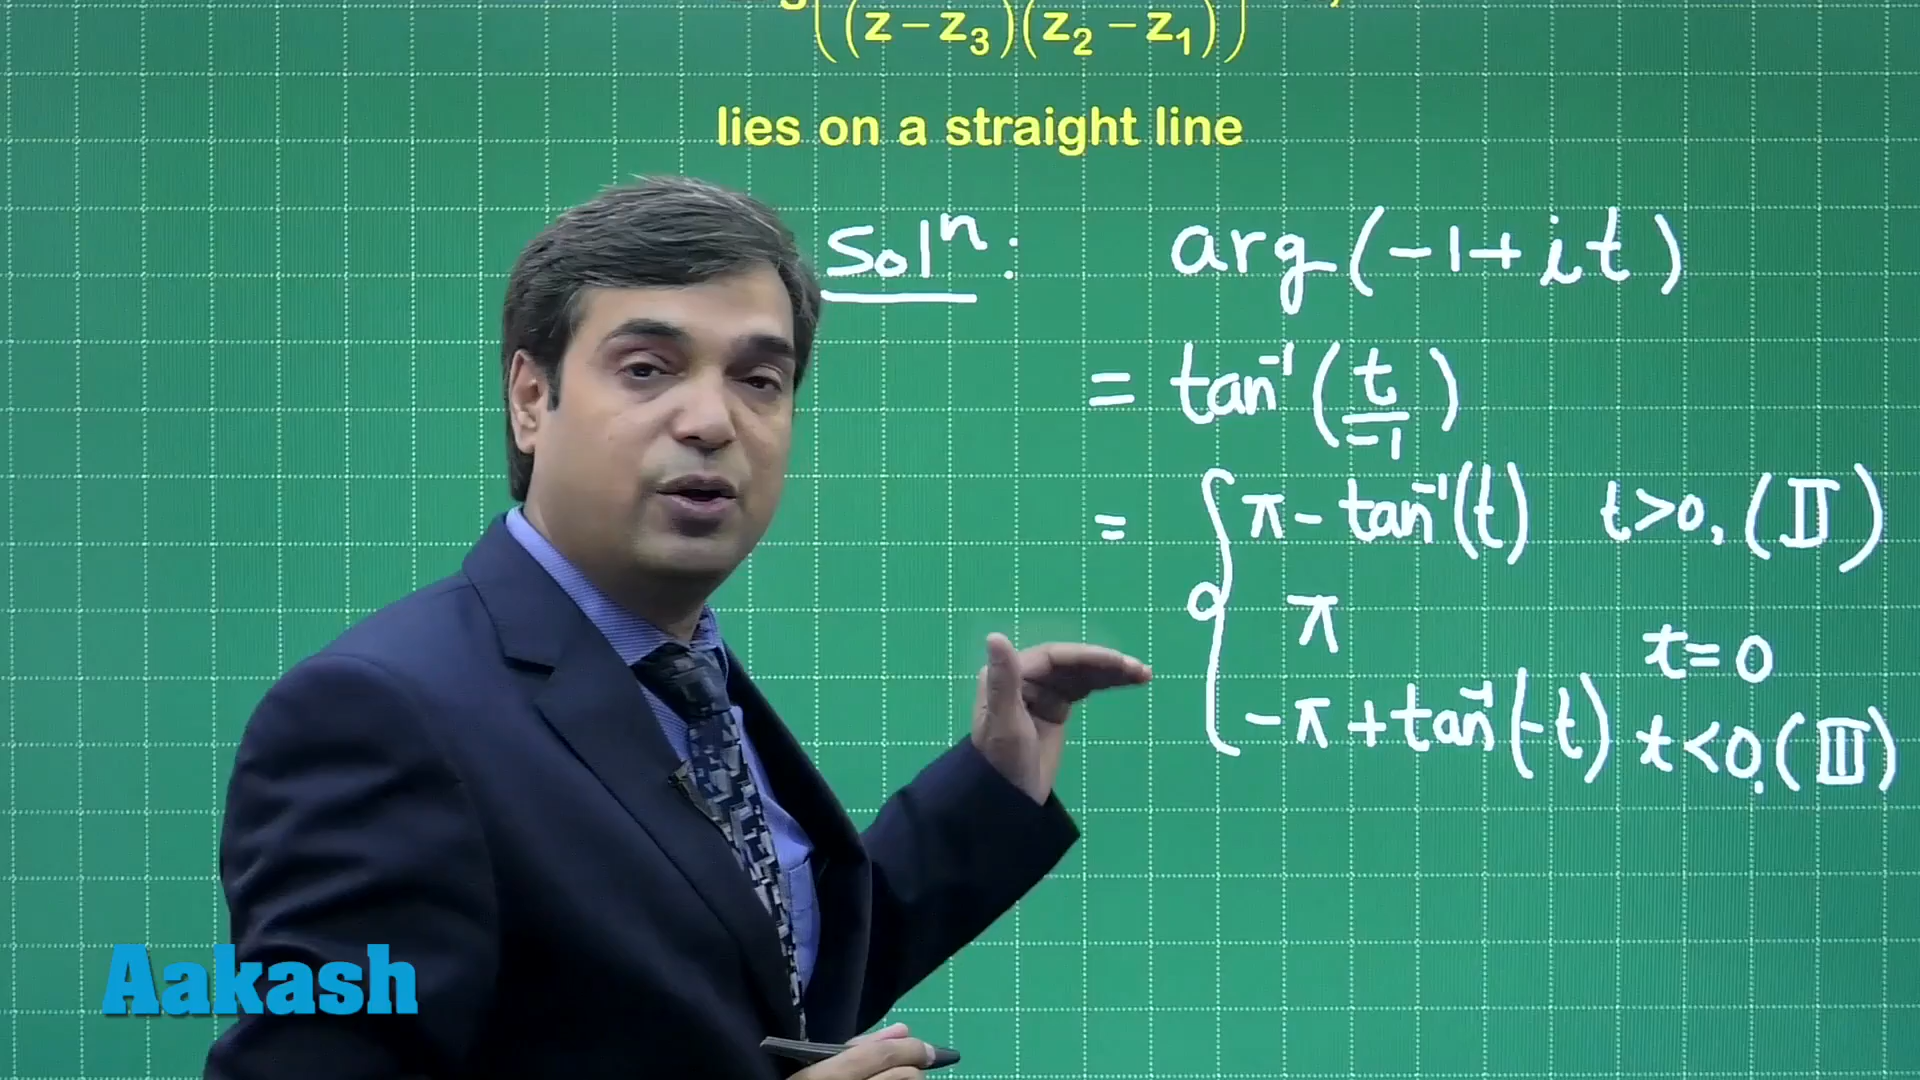 ((z-z₃)(z₂-z₁))
lies on a straight line
Solⁿ: arg(-1+it)
= tan⁻¹(t/-1)
= { π - tan⁻¹(t) t>0, (II)
π t=0
-π+tan⁻¹(-t) t<0,(III)
Aakash